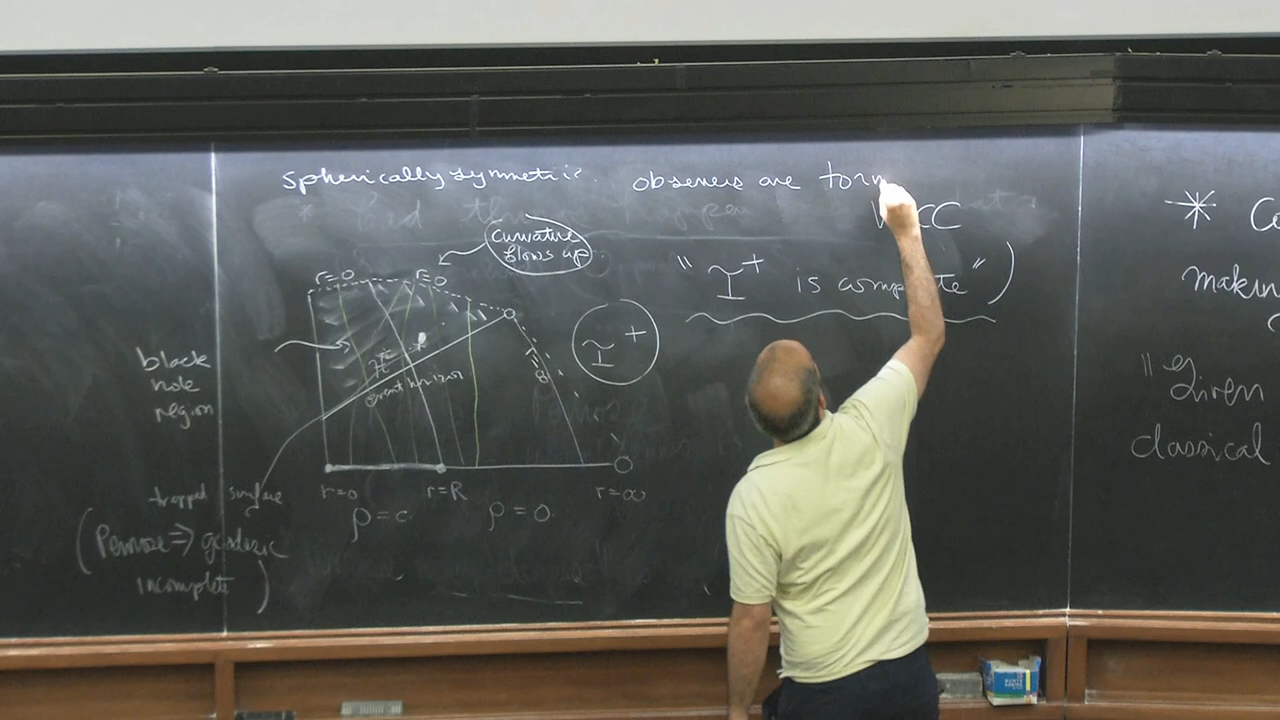 spherically symmetric. observers are torn
WCC
curvature
blows up.
r=0
r=0
" I⁺ is complete" )
I⁺
H⁺
event horizon
black
hole
region
r=0
r=R
r=∞
ρ=c
ρ=0
trapped surface
(Penrose ⇒ geodesic
incomplete )
makin
"Given
classical